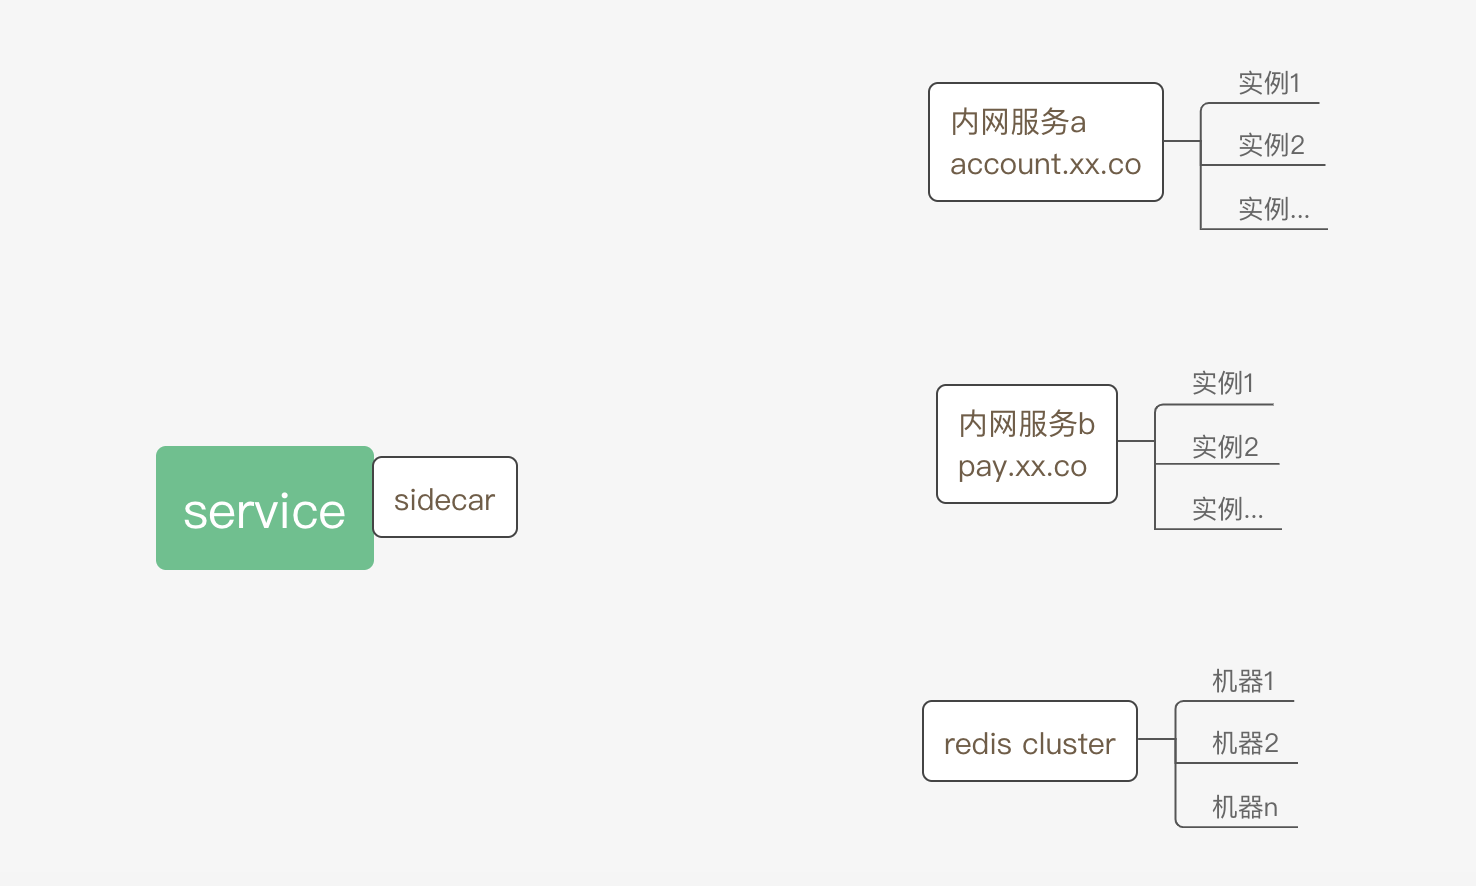 内网服务a
account.xx.co
实例1
实例2
实例...
service
sidecar
内网服务b
pay.xx.co
实例1
实例2
实例...
redis cluster
机器1
机器2
机器n